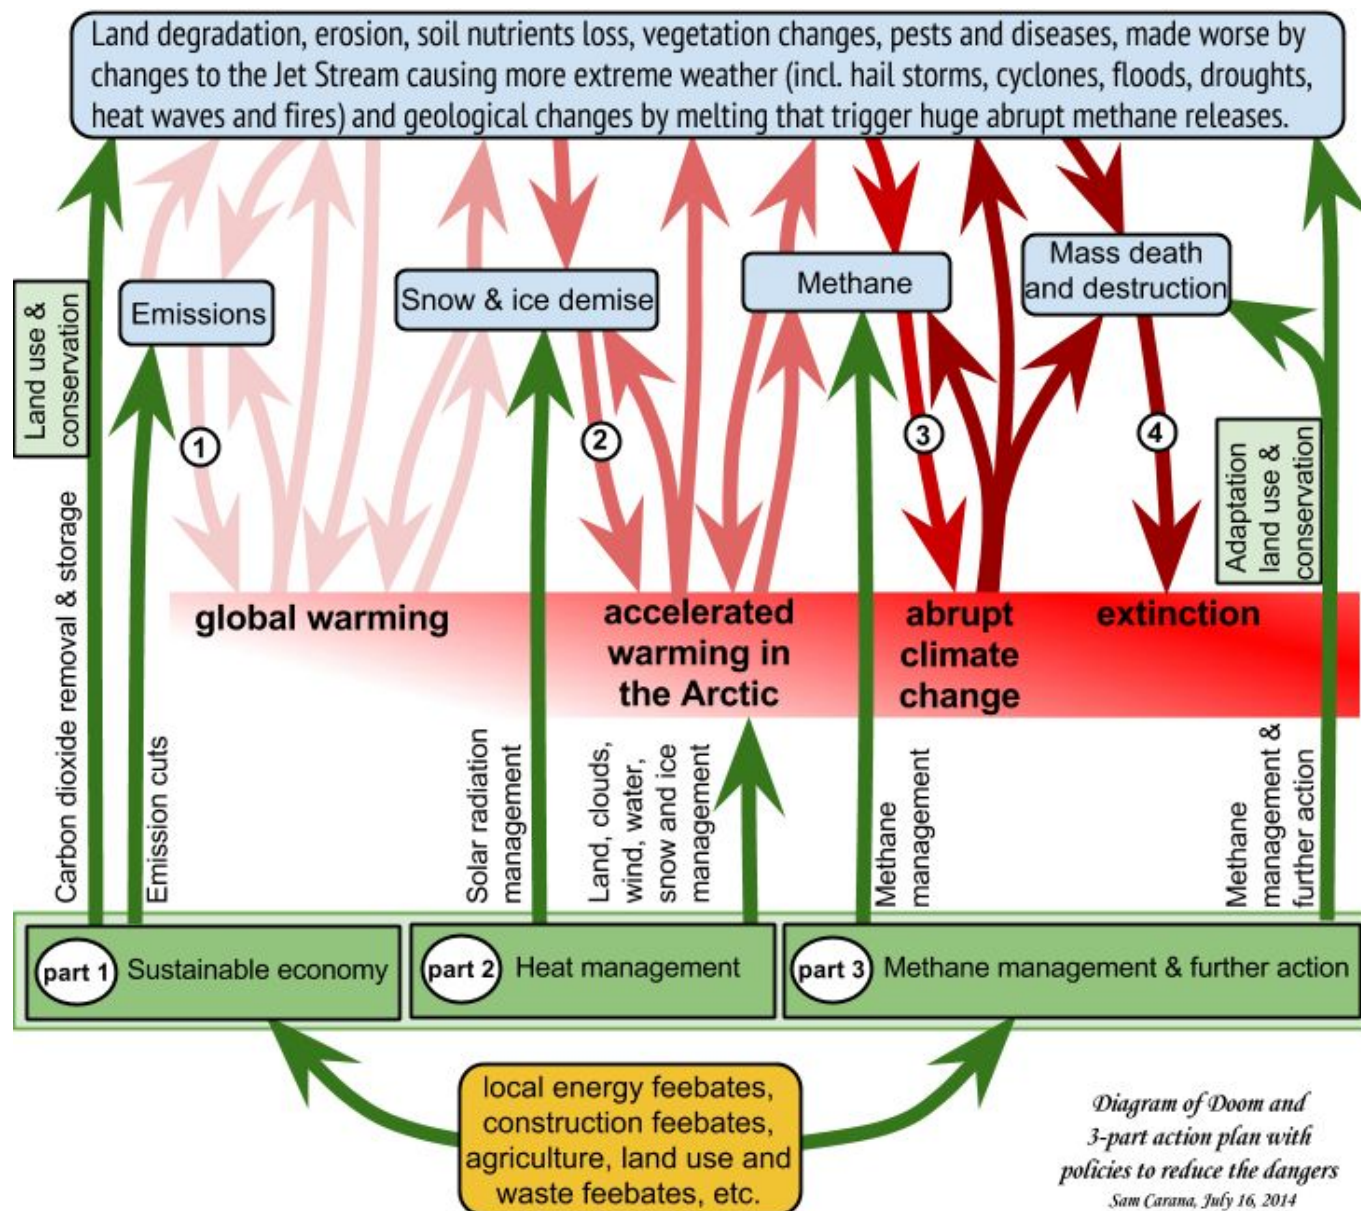 Land degradation, erosion, soil nutrients loss, vegetation changes, pests and diseases, made worse by
changes to the Jet Stream causing more extreme weather (incl. hail storms, cyclones, floods, droughts,
heat waves and fires) and geological changes by melting that trigger huge abrupt methane releases.
Land use &
conservation
Emissions
Snow & ice demise
Methane
Mass death
and destruction
1
2
3
4
Adaptation
land use &
conservation
global warming
accelerated
warming in
the Arctic
abrupt
climate
change
extinction
Carbon dioxide removal & storage
Emission cuts
Solar radiation
management
Land, clouds,
wind, water,
snow and ice
management
Methane
management
Methane
management &
further action
part 1
Sustainable economy
part 2
Heat management
part 3
Methane management & further action
local energy feebates,
construction feebates,
agriculture, land use and
waste feebates, etc.
Diagram of Doom and
3-part action plan with
policies to reduce the dangers
Sam Carana, July 16, 2014